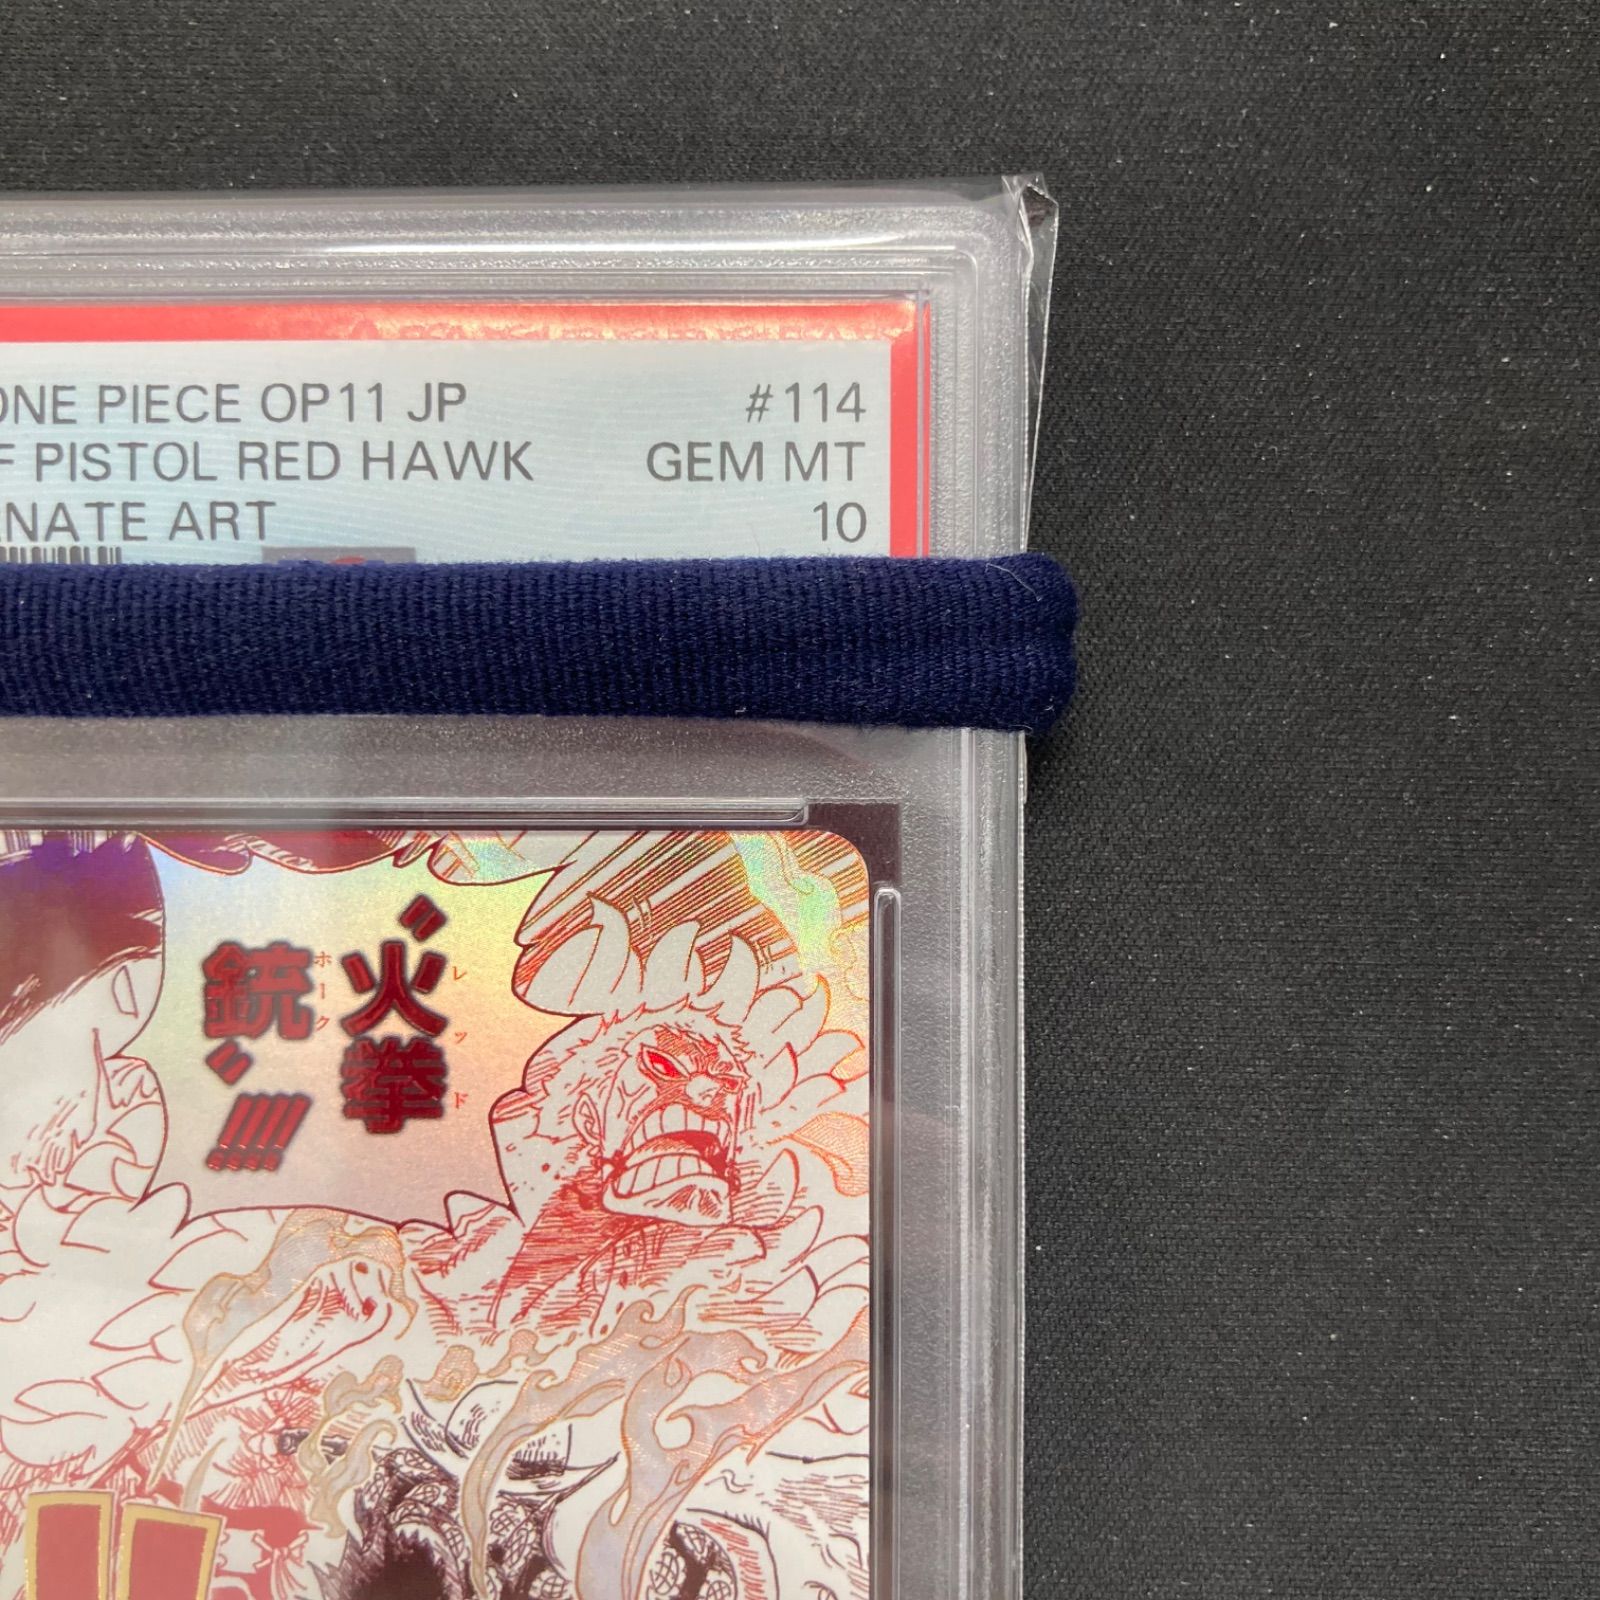 ONE PIECE OP11 JP #114
F PISTOL RED HAWK GEM MT
NATE ART 10
〝火拳
レッド
銃〟!!!!
ホーク